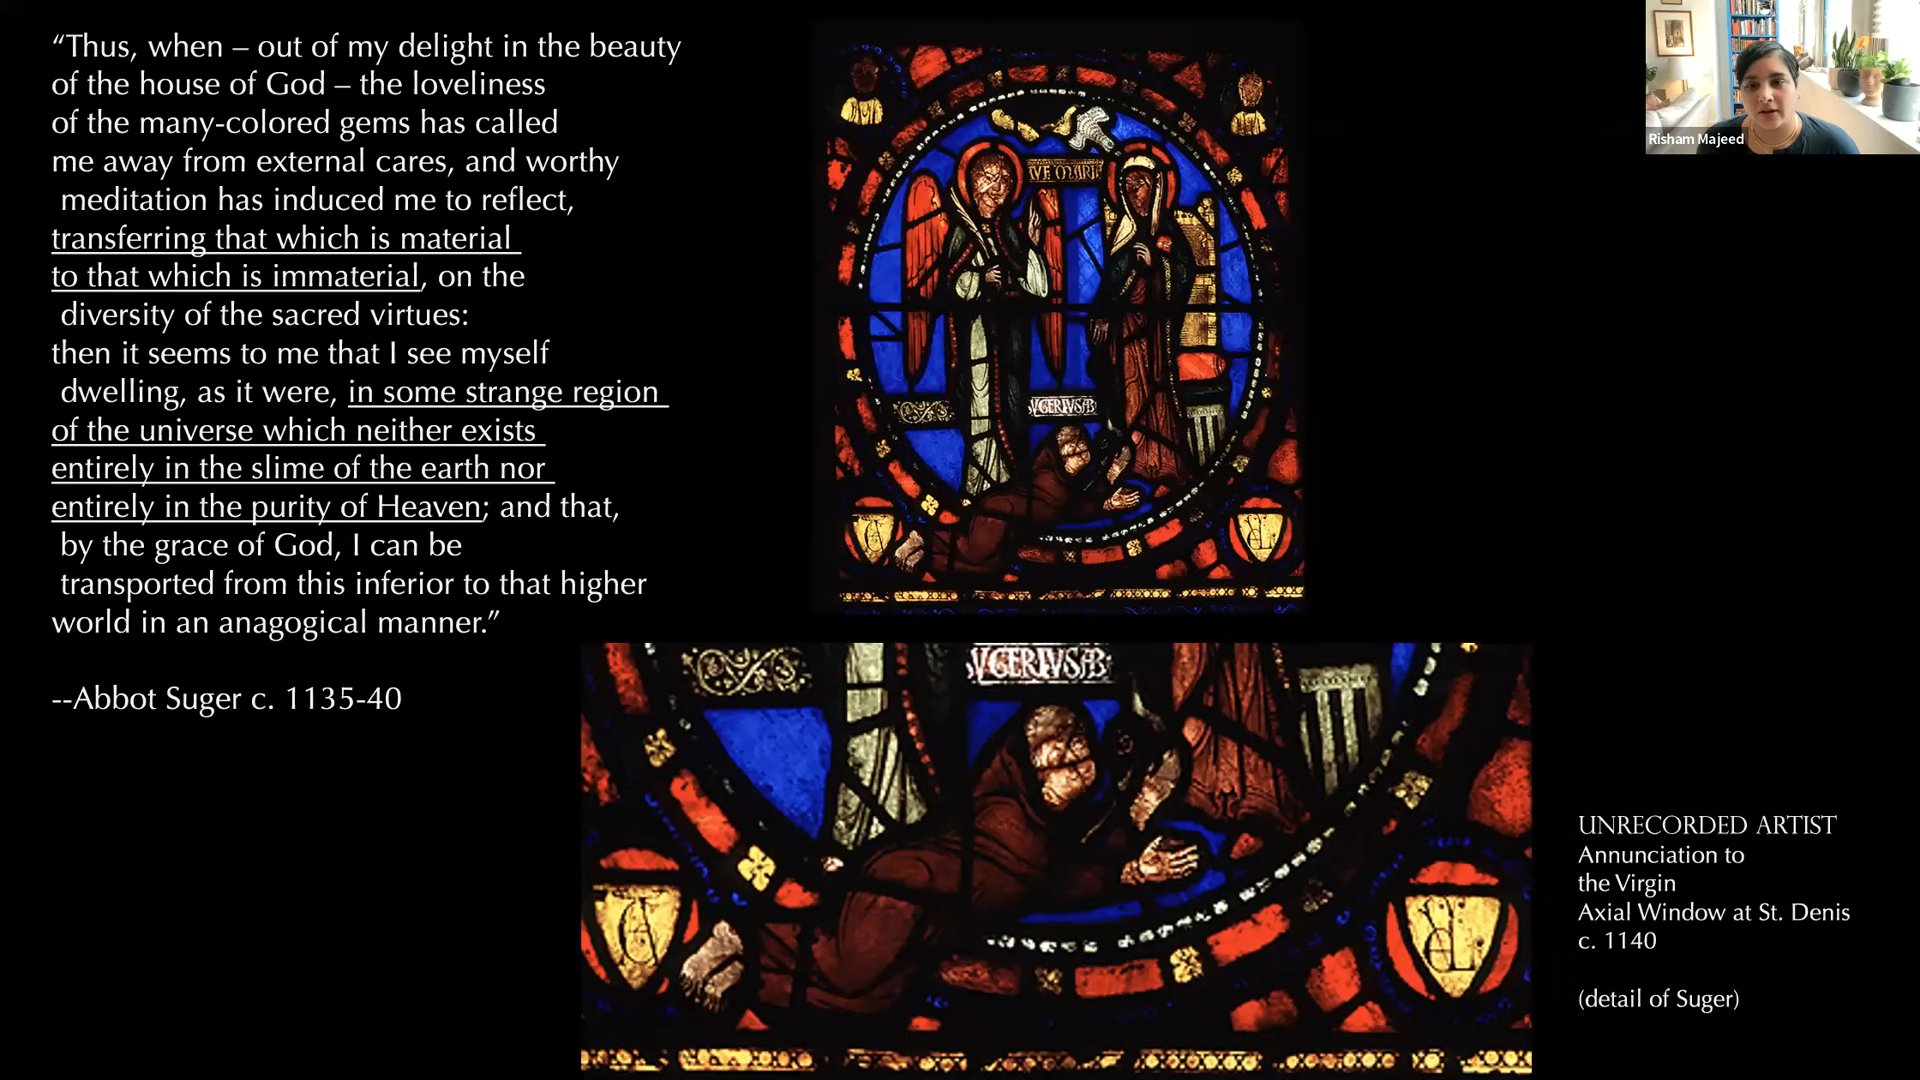 “Thus, when – out of my delight in the beauty
of the house of God – the loveliness
of the many-colored gems has called
me away from external cares, and worthy
meditation has induced me to reflect,
transferring that which is material
to that which is immaterial, on the
diversity of the sacred virtues:
then it seems to me that I see myself
dwelling, as it were, in some strange region
of the universe which neither exists
entirely in the slime of the earth nor
entirely in the purity of Heaven; and that,
by the grace of God, I can be
transported from this inferior to that higher
world in an anagogical manner.”
--Abbot Suger c. 1135-40
VGERIVSAB
VGERIVSAB
UNRECORDED ARTIST
Annunciation to
the Virgin
Axial Window at St. Denis
c. 1140
(detail of Suger)
Risham Majeed